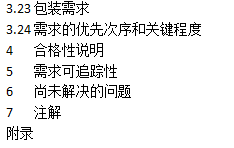 3.23 包装需求
3.24 需求的优先次序和关键程度
4 合格性说明
5 需求可追踪性
6 尚未解决的问题
7 注解
附录